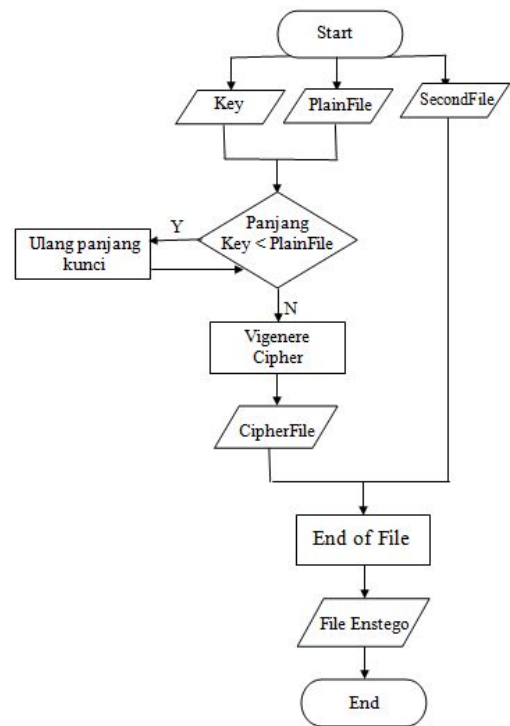 Start
Key
PlainFile
SecondFile
Panjang
Key < PlainFile
Y
Ulang panjang
kunci
N
Vigenere
Cipher
CipherFile
End of File
File Enstego
End